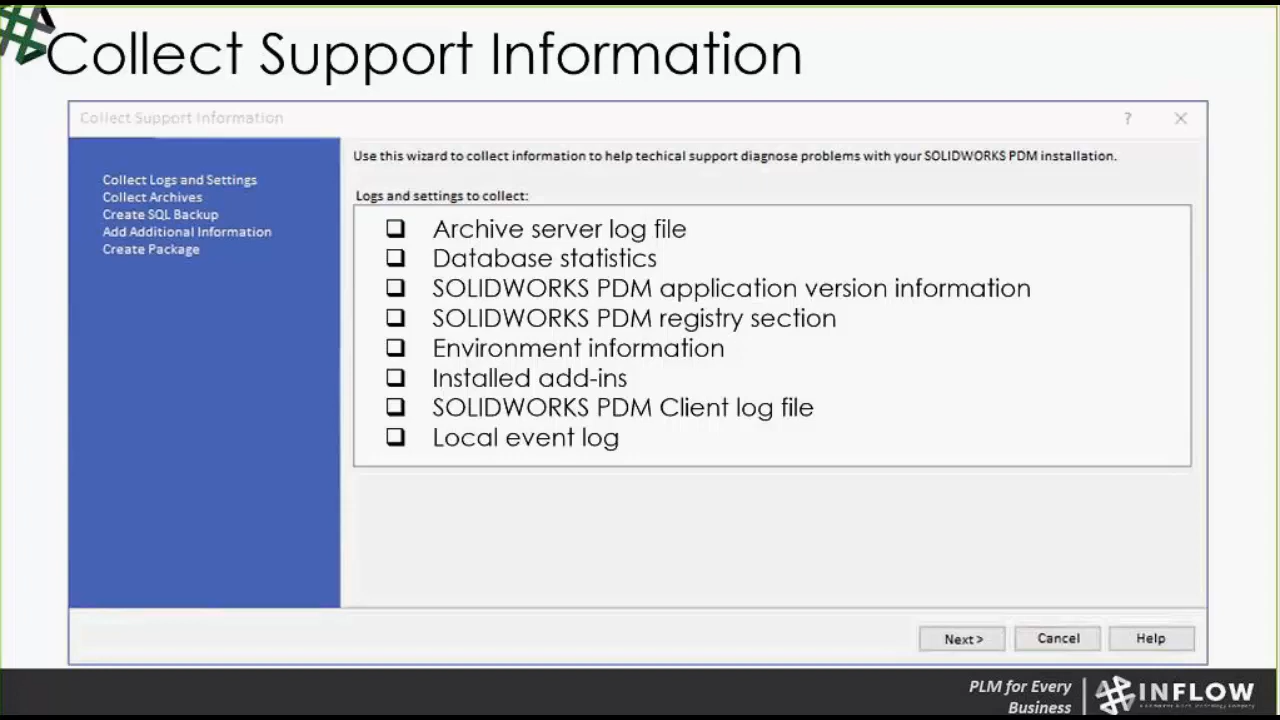 Collect Support Information
Collect Support Information
?
Collect Logs and Settings
Collect Archives
Create SQL Backup
Add Additional Information
Create Package
Use this wizard to collect information to help techical support diagnose problems with your SOLIDWORKS PDM installation.
Logs and settings to collect:
Archive server log file
Database statistics
SOLIDWORKS PDM application version information
SOLIDWORKS PDM registry section
Environment information
Installed add-ins
SOLIDWORKS PDM Client log file
Local event log
Next>
Cancel
Help
PLM for Every
Business
INFLOW